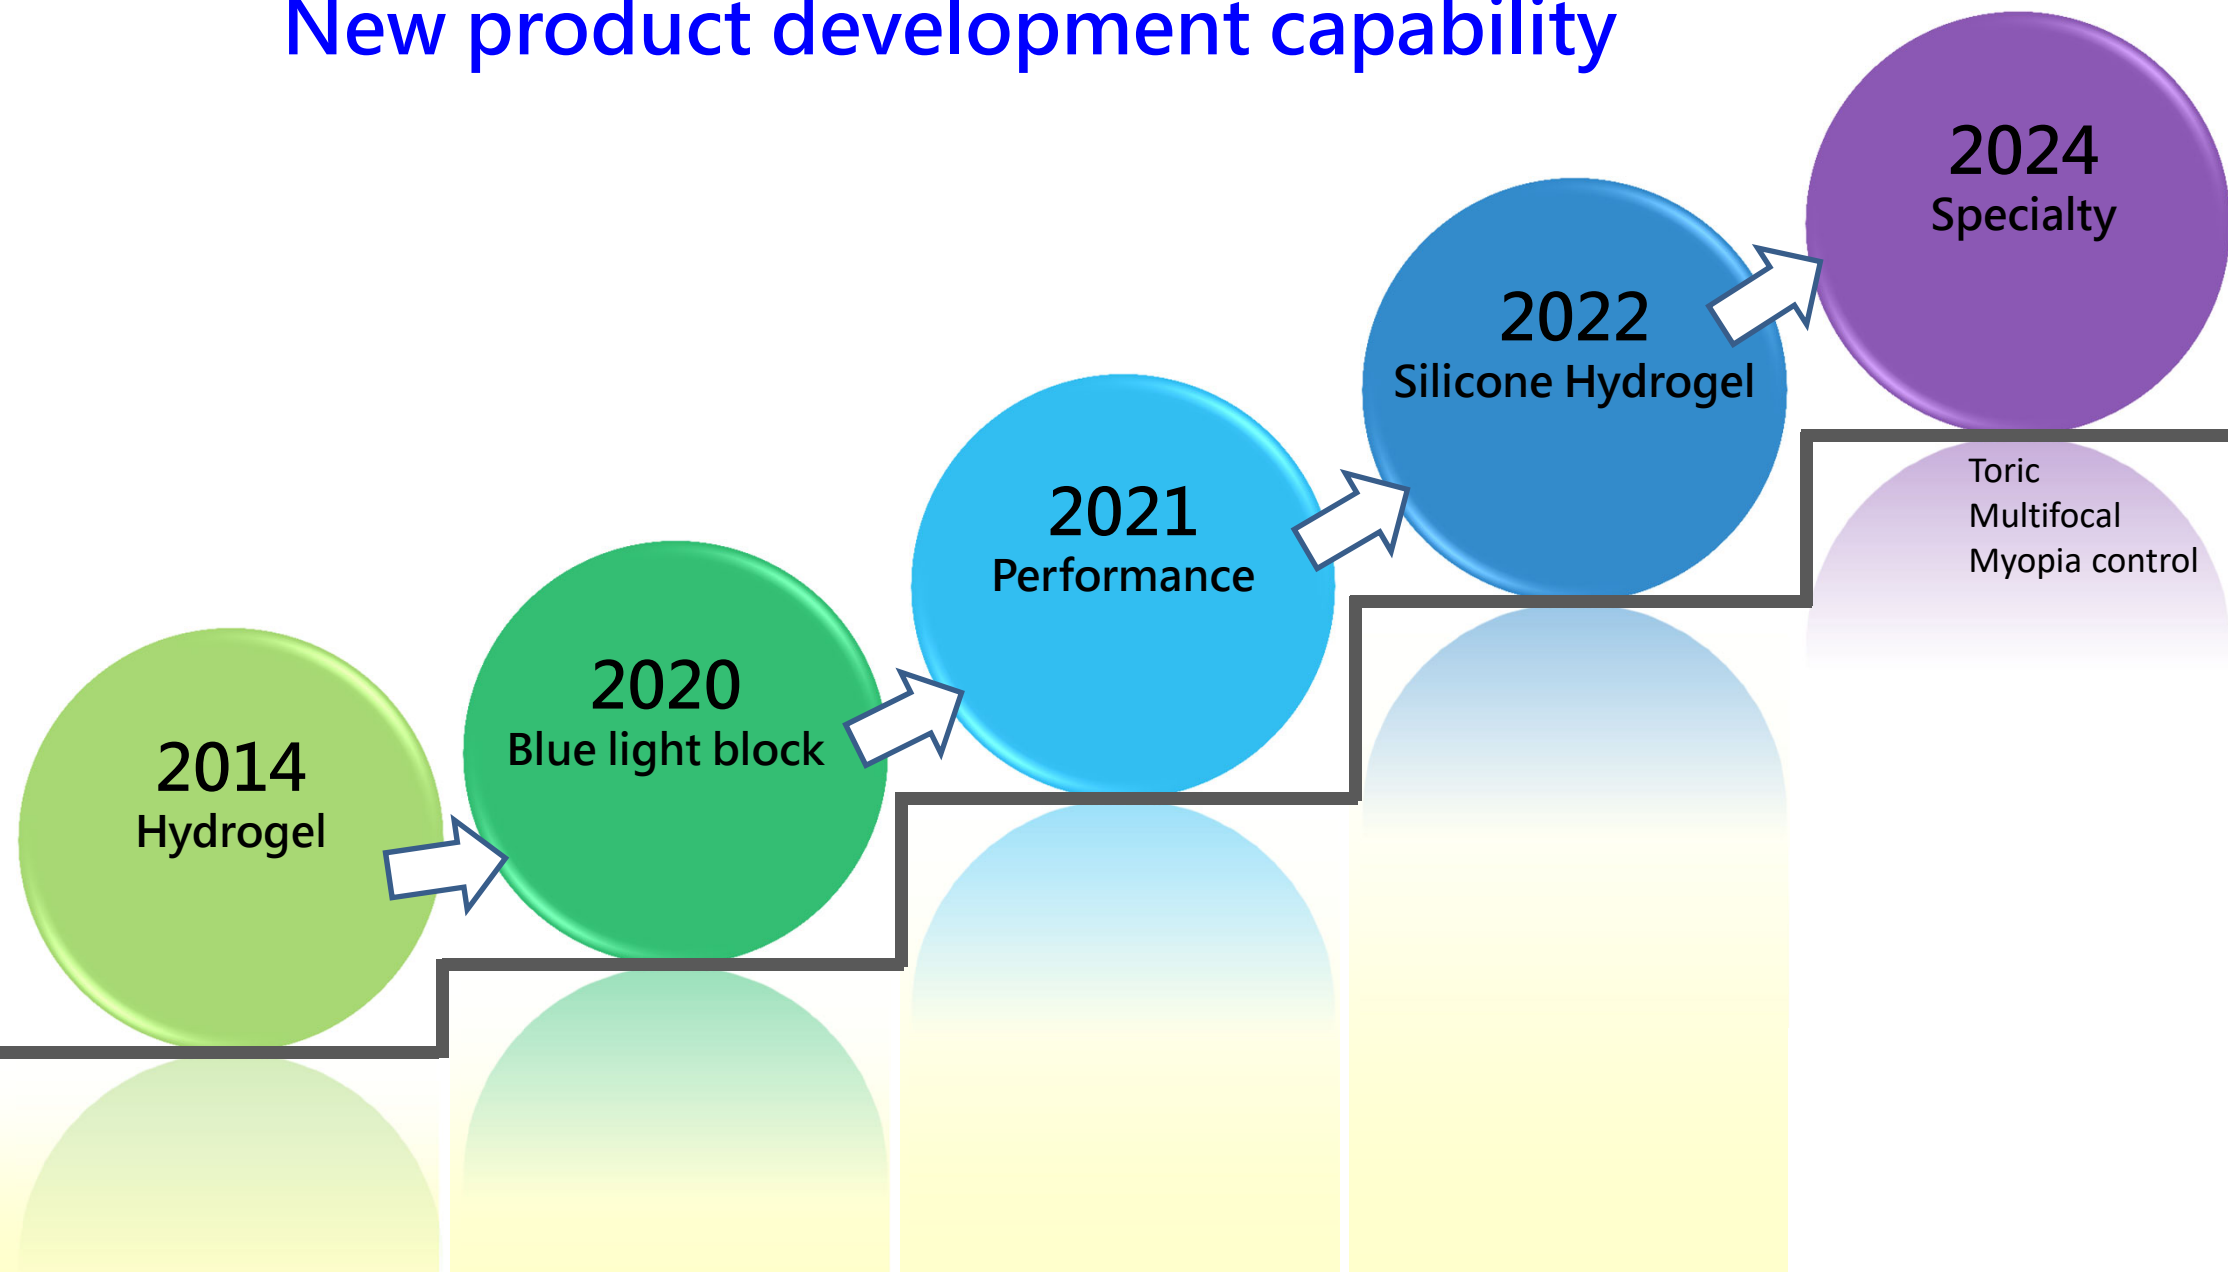 New product development capability
2014
Hydrogel
2020
Blue light block
2021
Performance
2022
Silicone Hydrogel
2024
Specialty
Toric
Multifocal
Myopia control